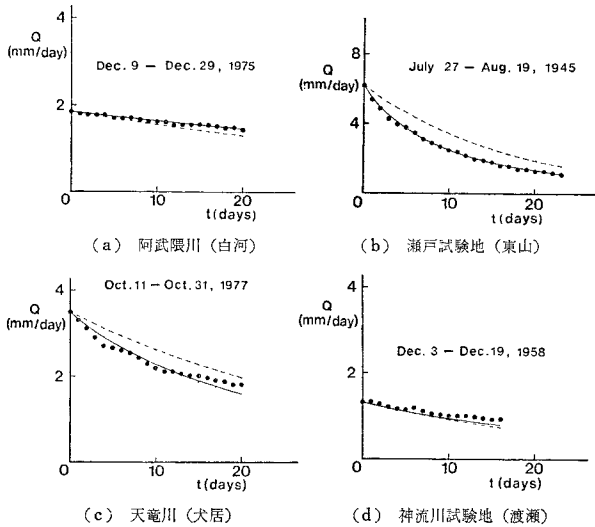 4
Q
(mm/day)
Dec. 9 – Dec. 29, 1975
2
0
0
10
20
t (days)
(a) 阿武隈川(白河)
8
Q
(mm/day)
July 27 – Aug. 19, 1945
4
0
0
10
20
t (days)
(b) 瀬戸試験地(東山)
Oct. 11 – Oct. 31, 1977
4
Q
(mm/day)
2
0
10
20
t (days)
(c) 天竜川(犬居)
4
Q
(mm/day)
Dec. 3 – Dec. 19, 1958
2
0
10
20
t (days)
(d) 神流川試験地(渡瀬)